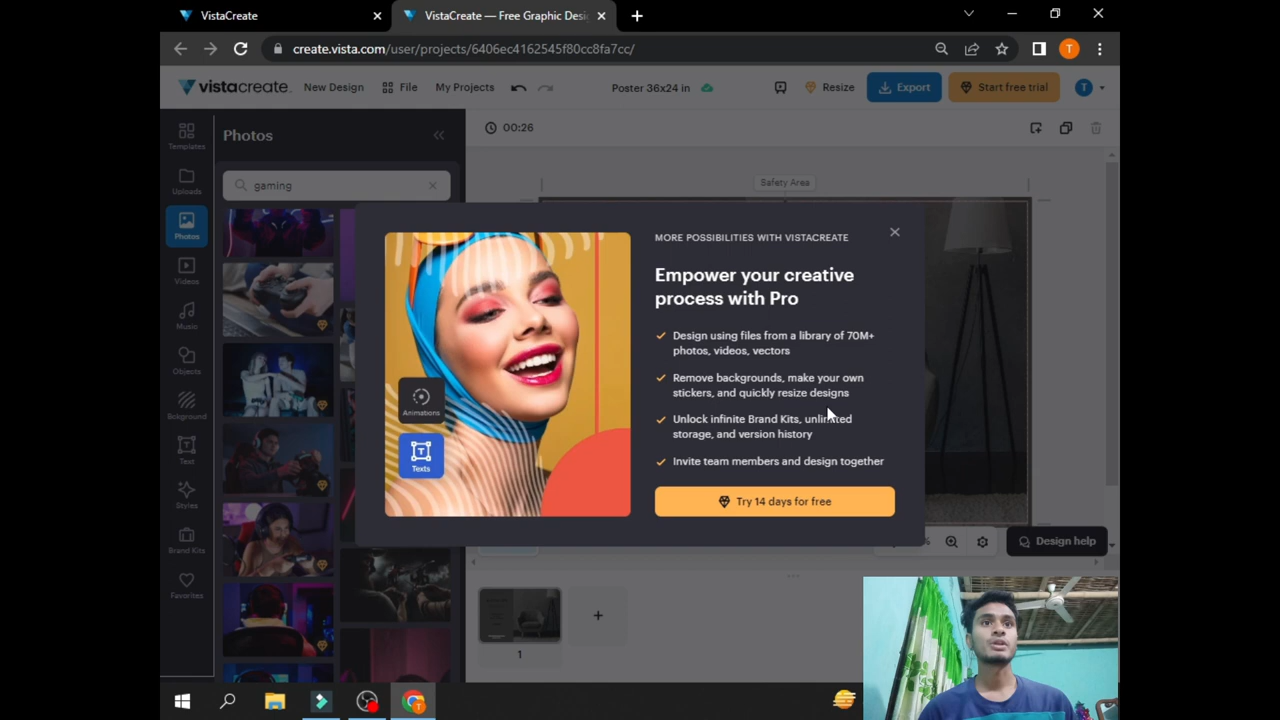 VistaCreate
VistaCreate — Free Graphic Desi
create.vista.com/user/projects/6406ec4162545f80cc8fa7cc/
T
vistacreate
New Design
File
My Projects
Poster 36x24 in
Resize
Export
Start free trial
T
Templates
Uploads
Photos
Videos
Music
Objects
Bckground
Text
Styles
Brand Kits
Favorites
Photos
gaming
00:26
Safety Area
Animations
Texts
MORE POSSIBILITIES WITH VISTACREATE
Empower your creative
process with Pro
Design using files from a library of 70M+
photos, videos, vectors
Remove backgrounds, make your own
stickers, and quickly resize designs
Unlock infinite Brand Kits, unlimited
storage, and version history
Invite team members and design together
Try 14 days for free
%
Design help
1
T